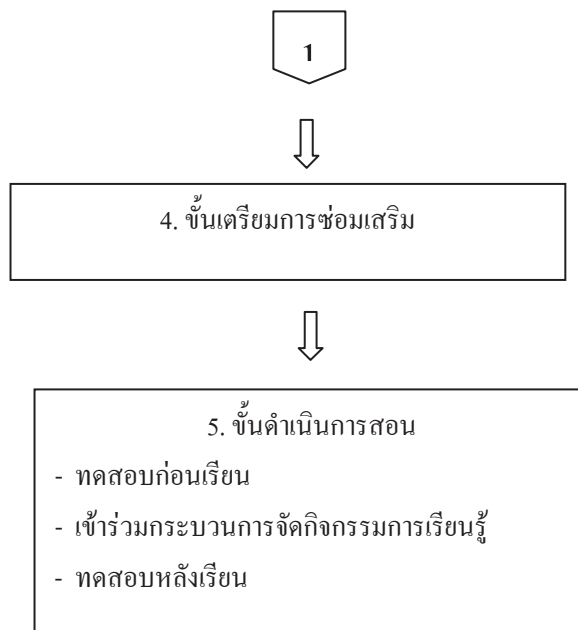 1
4. ขั้นเตรียมการซ่อมเสริม
5. ขั้นดำเนินการสอน
- ทดสอบก่อนเรียน
- เข้าร่วมกระบวนการจัดกิจกรรมการเรียนรู้
- ทดสอบหลังเรียน